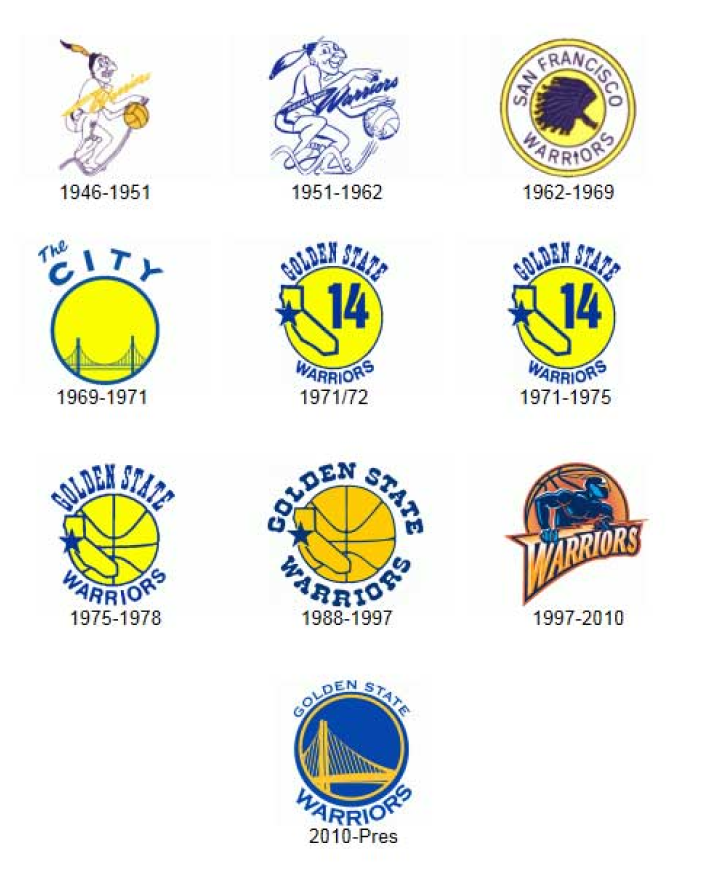 Warriors
Warriors
SAN FRANCISCO
WARRIORS
1946-1951
1951-1962
1962-1969
The
CITY
GOLDEN STATE
14
WARRIORS
GOLDEN STATE
14
WARRIORS
1969-1971
1971/72
1971-1975
GOLDEN STATE
WARRIORS
GOLDEN STATE
WARRIORS
WARRIORS
1975-1978
1988-1997
1997-2010
GOLDEN STATE
WARRIORS
2010-Pres